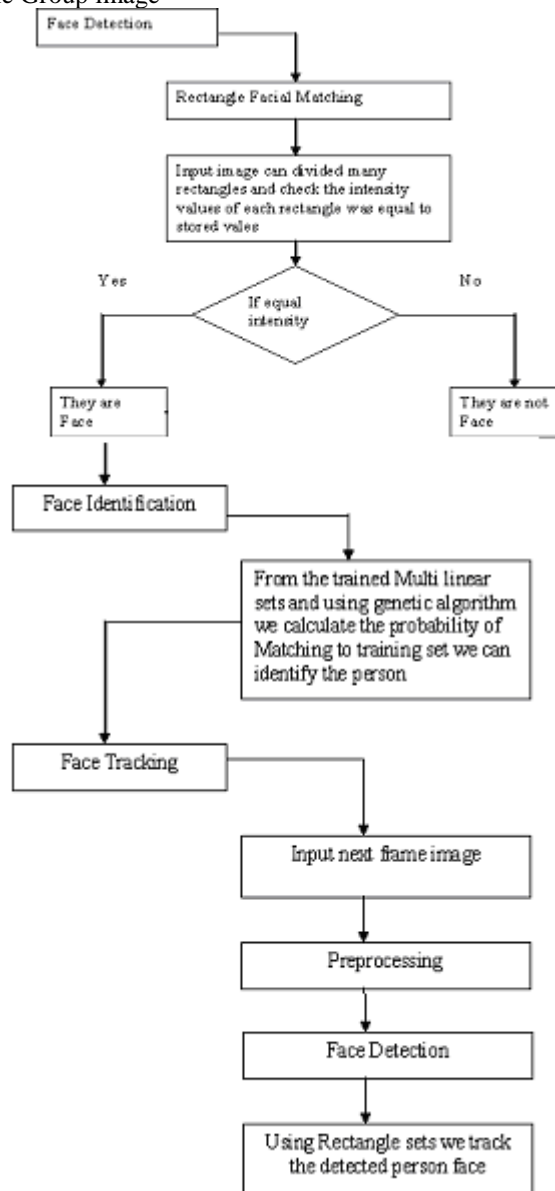 Group image
Face Detection
Rectangle Facial Matching
Input image can divided many
rectangles and check the intensity
values of each rectangle was equal to
stored vales
Yes
No
If equal
intensity
They are
Face
They are not
Face
Face Identification
From the trained Multi linear
sets and using genetic algorithm
we calculate the probability of
Matching to training set we can
identify the person
Face Tracking
Input next frame image
Preprocessing
Face Detection
Using Rectangle sets we track
the detected person face